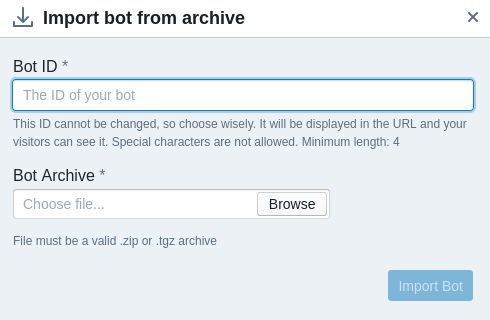 Import bot from archive
Bot ID *
The ID of your bot
This ID cannot be changed, so choose wisely. It will be displayed in the URL and your
visitors can see it. Special characters are not allowed. Minimum length: 4
Bot Archive *
Choose file... Browse
File must be a valid .zip or .tgz archive
Import Bot